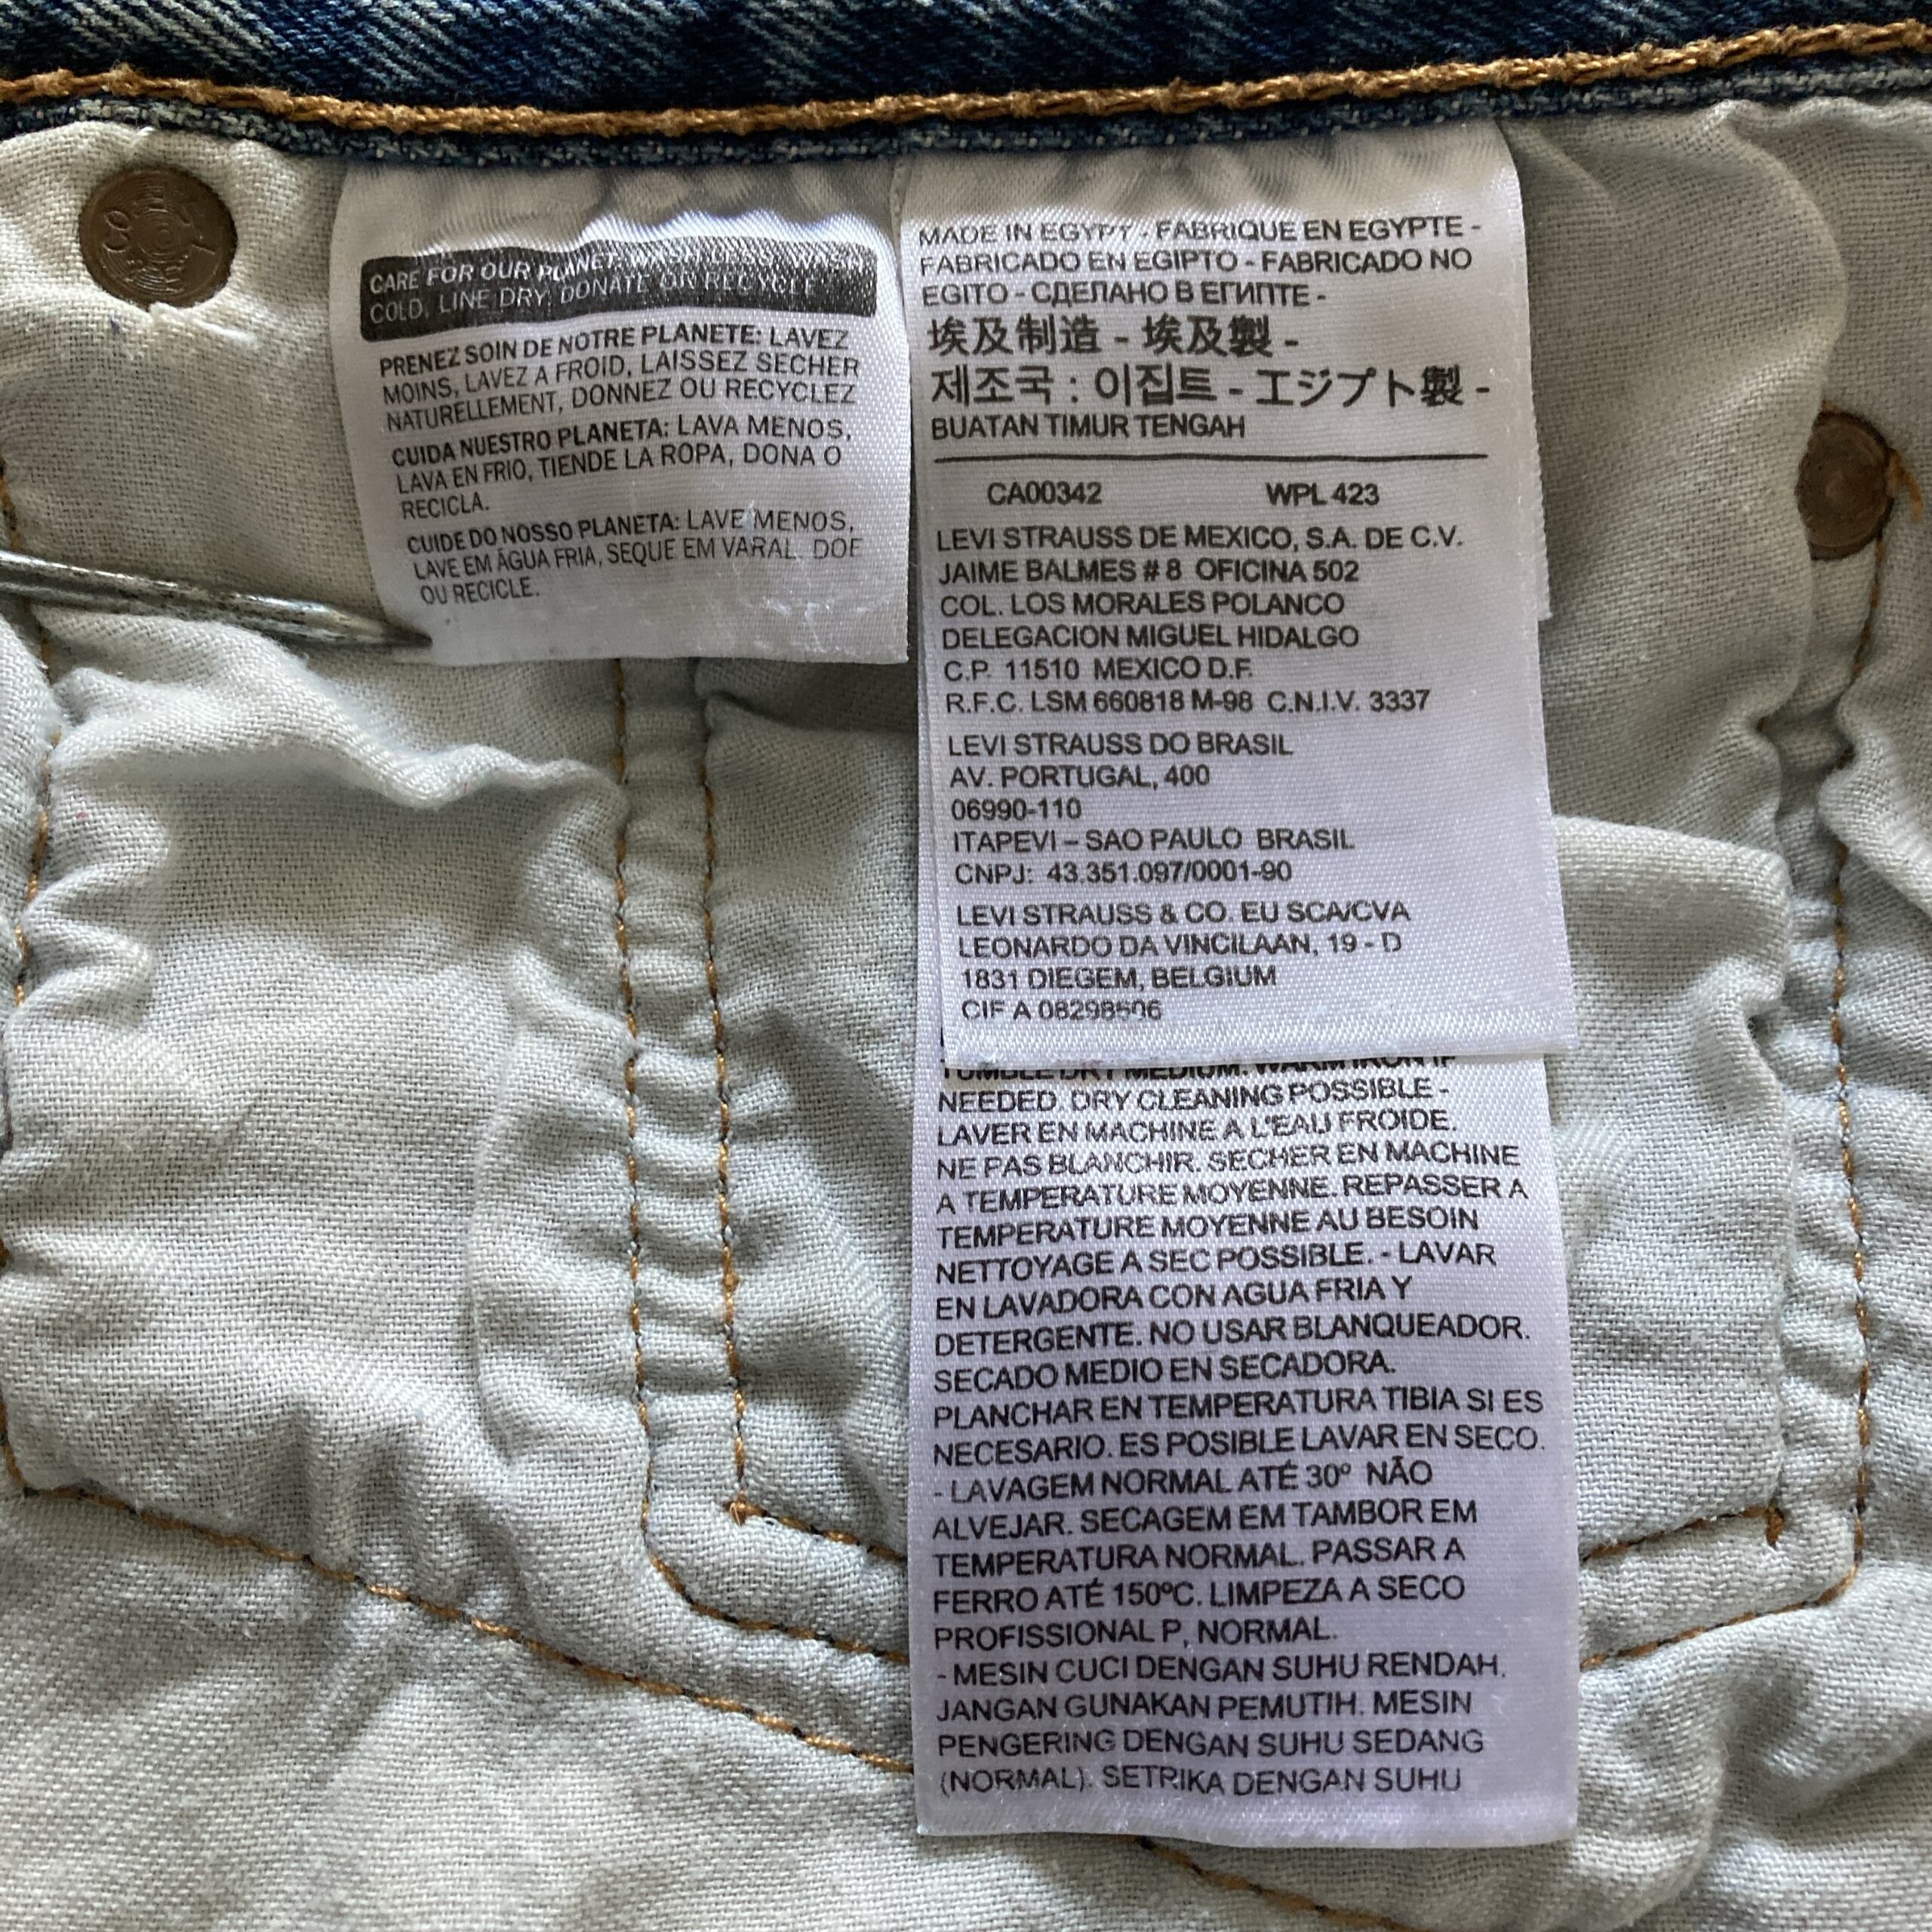 CARE FOR OUR PLANET: WASH LESS, WASH
COLD, LINE DRY, DONATE OR RECYCLE
PRENEZ SOIN DE NOTRE PLANETE: LAVEZ
MOINS, LAVEZ A FROID, LAISSEZ SECHER
NATURELLEMENT, DONNEZ OU RECYCLEZ
CUIDA NUESTRO PLANETA: LAVA MENOS,
LAVA EN FRIO, TIENDE LA ROPA, DONA O
RECICLA.
CUIDE DO NOSSO PLANETA: LAVE MENOS,
LAVE EM ÁGUA FRIA, SEQUE EM VARAL. DOE
OU RECICLE.
MADE IN EGYPT - FABRIQUE EN EGYPTE -
FABRICADO EN EGIPTO - FABRICADO NO
EGITO - СДЕЛАНО В ЕГИПТЕ -
埃及制造 - 埃及製 -
제조국 : 이집트 - エジプト製 -
BUATAN TIMUR TENGAH
CA00342 WPL 423
LEVI STRAUSS DE MEXICO, S.A. DE C.V.
JAIME BALMES # 8 OFICINA 502
COL. LOS MORALES POLANCO
DELEGACION MIGUEL HIDALGO
C.P. 11510 MEXICO D.F.
R.F.C. LSM 660818 M-98 C.N.I.V. 3337
LEVI STRAUSS DO BRASIL
AV. PORTUGAL, 400
06990-110
ITAPEVI – SAO PAULO BRASIL
CNPJ: 43.351.097/0001-90
LEVI STRAUSS & CO. EU SCA/CVA
LEONARDO DA VINCILAAN, 19 - D
1831 DIEGEM, BELGIUM
CIF A 08298506
TUMBLE DRY MEDIUM. WARM IRON IF
NEEDED. DRY CLEANING POSSIBLE -
LAVER EN MACHINE A L'EAU FROIDE.
NE PAS BLANCHIR. SECHER EN MACHINE
A TEMPERATURE MOYENNE. REPASSER A
TEMPERATURE MOYENNE AU BESOIN
NETTOYAGE A SEC POSSIBLE. - LAVAR
EN LAVADORA CON AGUA FRIA Y
DETERGENTE. NO USAR BLANQUEADOR.
SECADO MEDIO EN SECADORA.
PLANCHAR EN TEMPERATURA TIBIA SI ES
NECESARIO. ES POSIBLE LAVAR EN SECO.
- LAVAGEM NORMAL ATÉ 30º NÃO
ALVEJAR. SECAGEM EM TAMBOR EM
TEMPERATURA NORMAL. PASSAR A
FERRO ATÉ 150ºC. LIMPEZA A SECO
PROFISSIONAL P, NORMAL.
- MESIN CUCI DENGAN SUHU RENDAH.
JANGAN GUNAKAN PEMUTIH. MESIN
PENGERING DENGAN SUHU SEDANG
(NORMAL). SETRIKA DENGAN SUHU